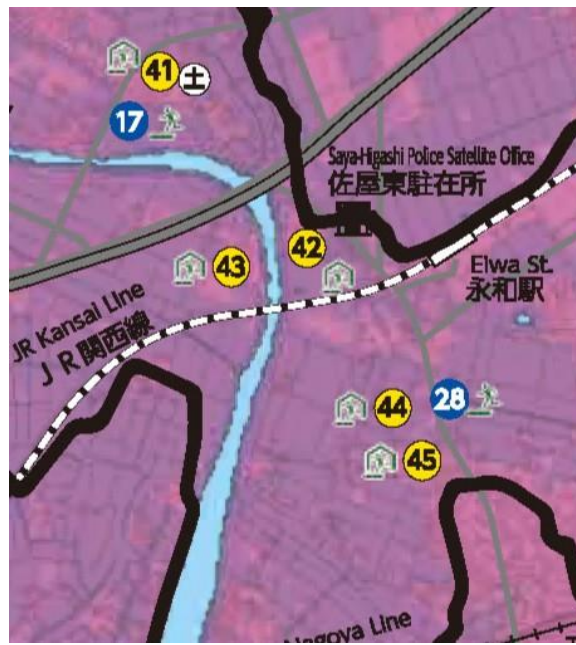 41
土
17
Saya-Higashi Police Satellite Office
佐屋東駐在所
42
43
Eiwa St.
永和駅
JR Kansai Line
JR関西線
44
28
45
Nagoya Line